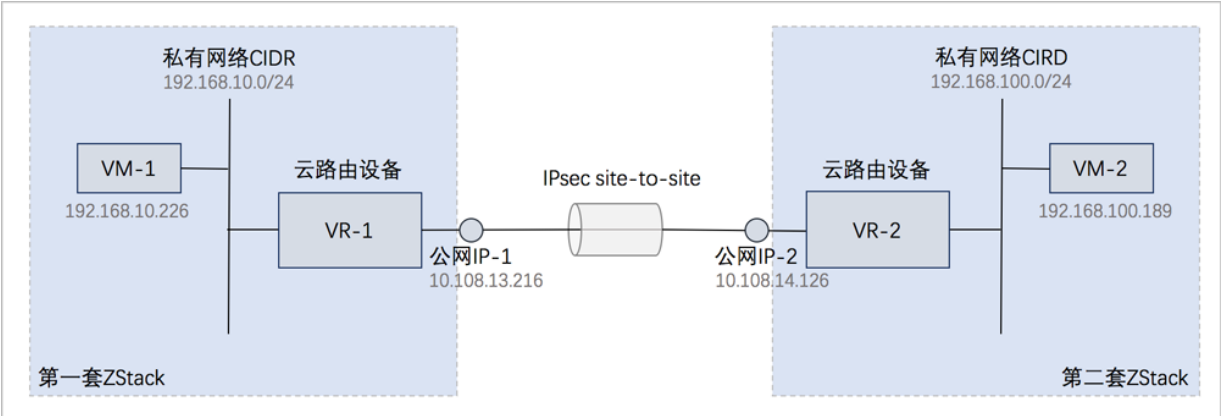 私有网络CIDR
192.168.10.0/24
VM-1
192.168.10.226
云路由设备
VR-1
公网IP-1
10.108.13.216
第一套ZStack
IPsec site-to-site
私有网络CIRD
192.168.100.0/24
云路由设备
VR-2
公网IP-2
10.108.14.126
VM-2
192.168.100.189
第二套ZStack